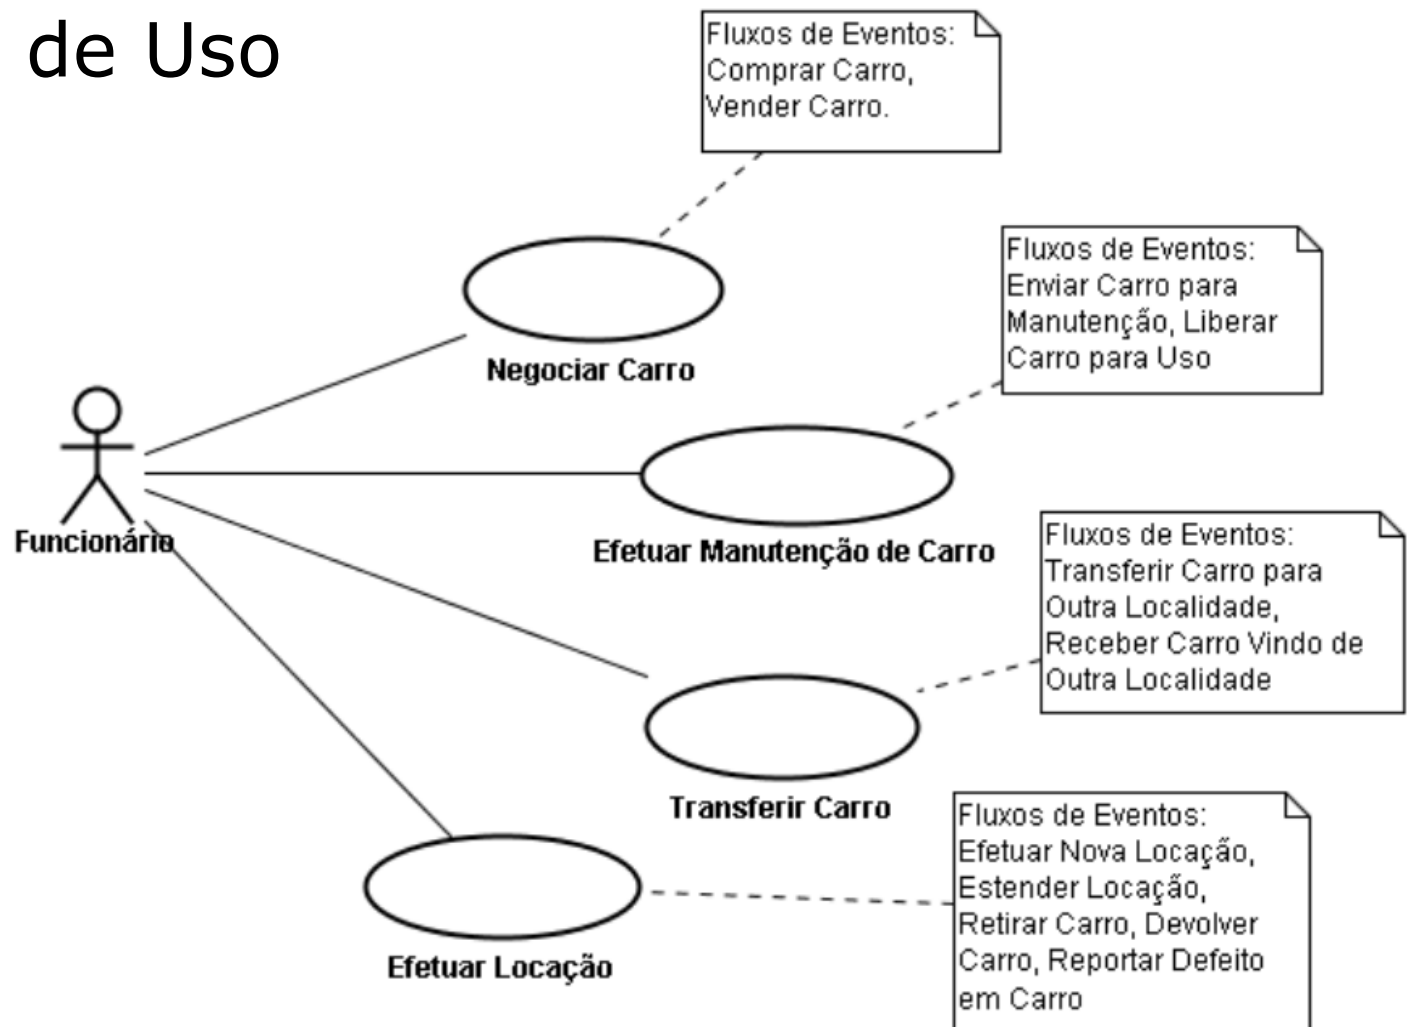 de Uso
Fluxos de Eventos:
Comprar Carro,
Vender Carro.
Fluxos de Eventos:
Enviar Carro para
Manutenção, Liberar
Carro para Uso
Negociar Carro
Funcionário
Efetuar Manutenção de Carro
Fluxos de Eventos:
Transferir Carro para
Outra Localidade,
Receber Carro Vindo de
Outra Localidade
Transferir Carro
Fluxos de Eventos:
Efetuar Nova Locação,
Estender Locação,
Retirar Carro, Devolver
Carro, Reportar Defeito
em Carro
Efetuar Locação